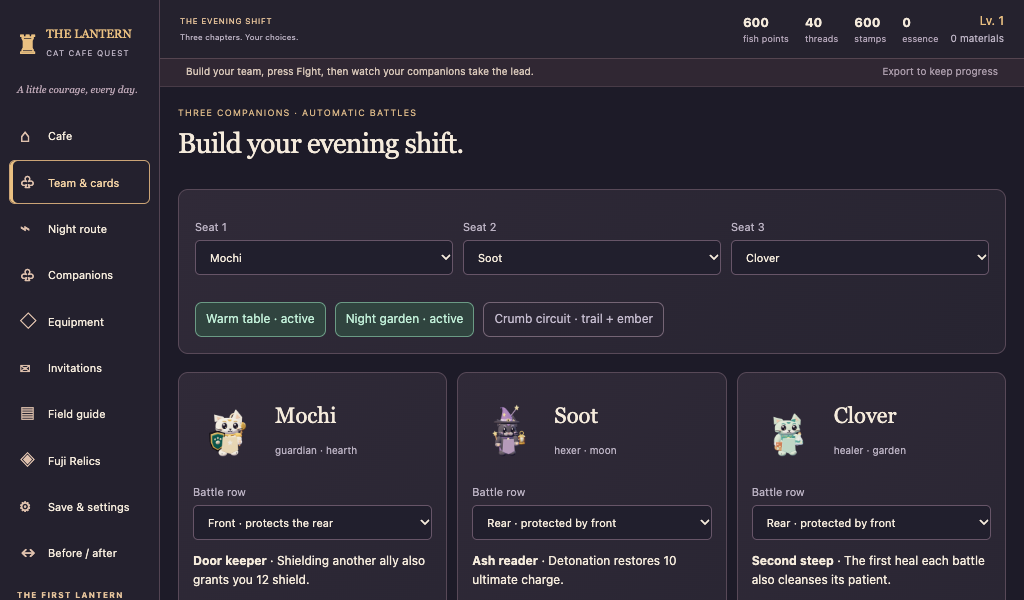 THE LANTERN
CAT CAFE QUEST
A little courage, every day.
Cafe
Team & cards
Night route
Companions
Equipment
Invitations
Field guide
Fuji Relics
Save & settings
Before / after
THE FIRST LANTERN
THE EVENING SHIFT
Three chapters. Your choices.
600 fish points
40 threads
600 stamps
0 essence
Lv. 1
0 materials
Build your team, press Fight, then watch your companions take the lead.
Export to keep progress
THREE COMPANIONS · AUTOMATIC BATTLES
Build your evening shift.
Seat 1
Mochi
Seat 2
Soot
Seat 3
Clover
Warm table · active
Night garden · active
Crumb circuit · trail + ember
Mochi
guardian · hearth
Battle row
Front · protects the rear
Door keeper · Shielding another ally also
grants you 12 shield.
Soot
hexer · moon
Battle row
Rear · protected by front
Ash reader · Detonation restores 10
ultimate charge.
Clover
healer · garden
Battle row
Rear · protected by front
Second steep · The first heal each battle
also cleanses its patient.